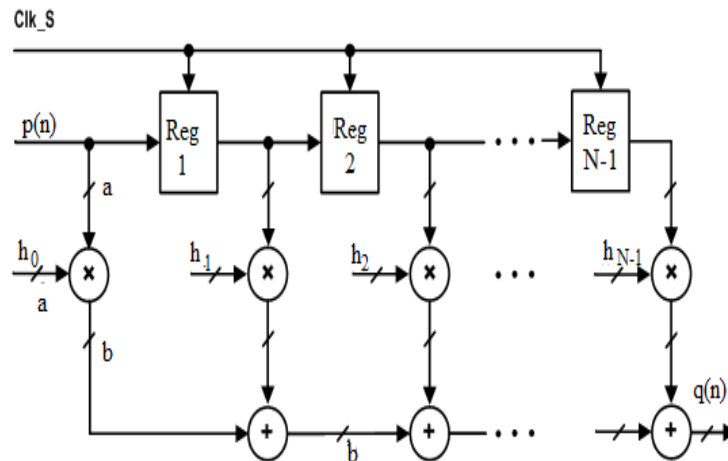 Clk_S
p(n)
Reg
1
Reg
2
• • •
Reg
N-1
a
h0
h1
h2
• • •
hN-1
a
b
q(n)
b
• • •